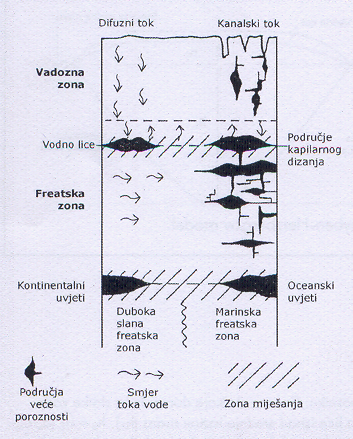 Difuzni tok
Kanalski tok
Vadozna
zona
Vodno lice
Područje
kapilarnog
dizanja
Freatska
zona
Kontinentalni
uvjeti
Oceanski
uvjeti
Duboka
slana
freatska
zona
Marinska
freatska
zona
Područja
veće
poroznosti
Smjer
toka vode
Zona miješanja